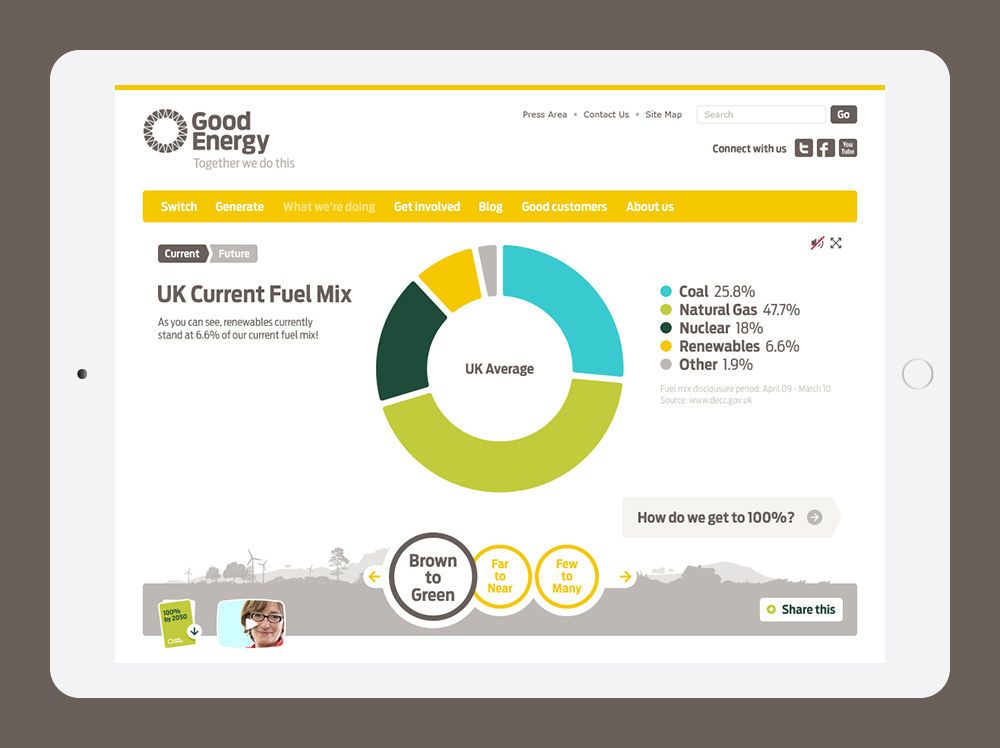 Good
Energy
Together we do this
Press Area • Contact Us • Site Map
Search
Go
Connect with us
You
Tube
Switch
Generate
What we're doing
Get involved
Blog
Good customers
About us
Current
Future
UK Current Fuel Mix
As you can see, renewables currently
stand at 6.6% of our current fuel mix!
UK Average
Coal 25.8%
Natural Gas 47.7%
Nuclear 18%
Renewables 6.6%
Other 1.9%
Fuel mix disclousure period: April 09 - March 10
Source: www.decc.gov.uk
How do we get to 100%?
Brown
to
Green
Far
to
Near
Few
to
Many
100%
by 2050
Share this